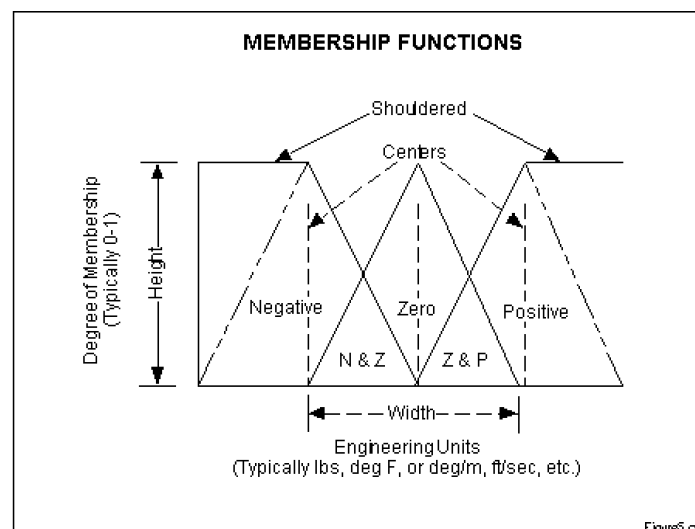 MEMBERSHIP FUNCTIONS
Shouldered
Centers
Degree of Membership
(Typically 0-1)
Height
Negative
Zero
Positive
N & Z
Z & P
Width
Engineering Units
(Typically lbs, deg F, or deg/m, ft/sec, etc.)